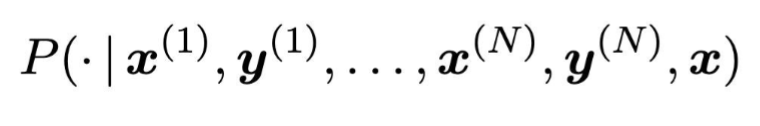 P(· | x^(1), y^(1), . . . , x^(N), y^(N), x)